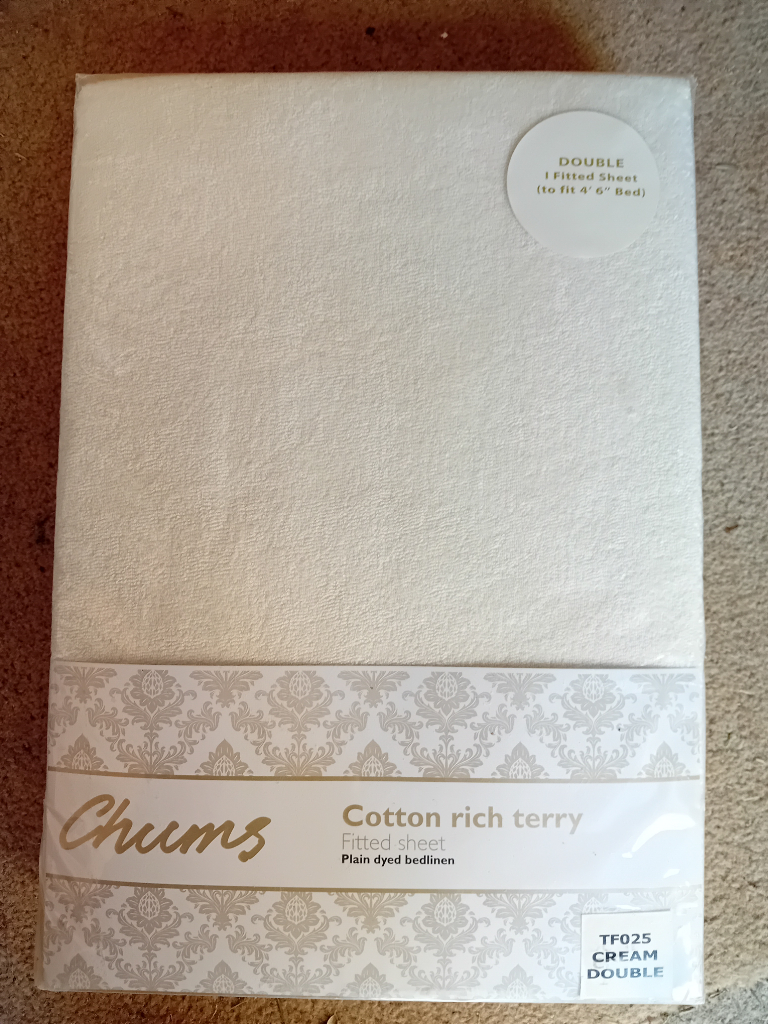 DOUBLE
1 Fitted Sheet
(to fit 4' 6" Bed)
Chums
Cotton rich terry
Fitted sheet
Plain dyed bedlinen
TF025
CREAM
DOUBLE